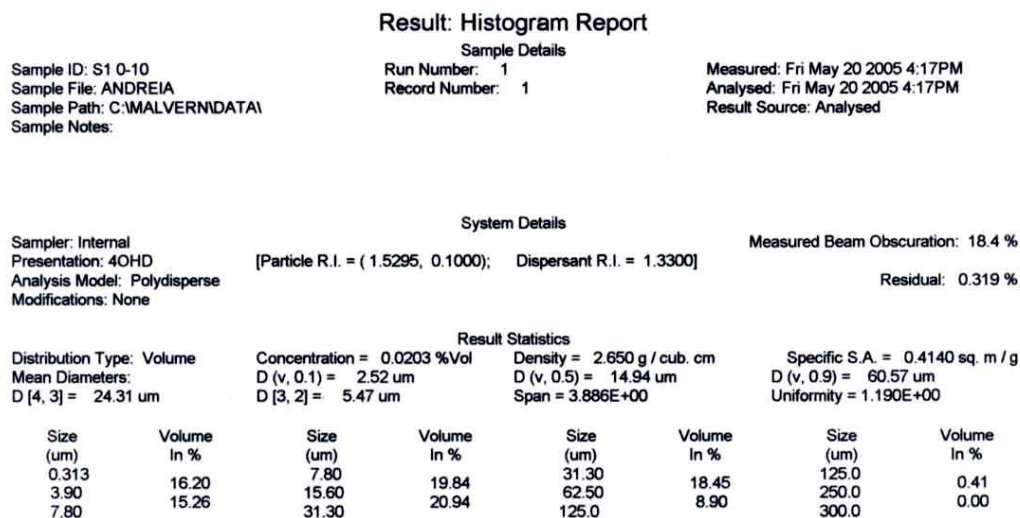 Result: Histogram Report
Sample Details
Sample ID: S1 0-10 Run Number: 1 Measured: Fri May 20 2005 4:17PM
Sample File: ANDREIA Record Number: 1 Analysed: Fri May 20 2005 4:17PM
Sample Path: C:\MALVERN\DATA\ Result Source: Analysed
Sample Notes:
System Details
Sampler: Internal Measured Beam Obscuration: 18.4 %
Presentation: 4OHD [Particle R.I. = ( 1.5295, 0.1000); Dispersant R.I. = 1.3300]
Analysis Model: Polydisperse Residual: 0.319 %
Modifications: None
Result Statistics
Distribution Type: Volume Concentration = 0.0203 %Vol Density = 2.650 g / cub. cm Specific S.A. = 0.4140 sq. m / g
Mean Diameters: D (v, 0.1) = 2.52 um D (v, 0.5) = 14.94 um D (v, 0.9) = 60.57 um
D [4, 3] = 24.31 um D [3, 2] = 5.47 um Span = 3.886E+00 Uniformity = 1.190E+00
Size Volume Size Volume Size Volume Size Volume
(um) In % (um) In % (um) In % (um) In %
0.313 7.80 31.30 125.0
16.20 19.84 18.45 0.41
3.90 15.60 62.50 250.0
15.26 20.94 8.90 0.00
7.80 31.30 125.0 300.0